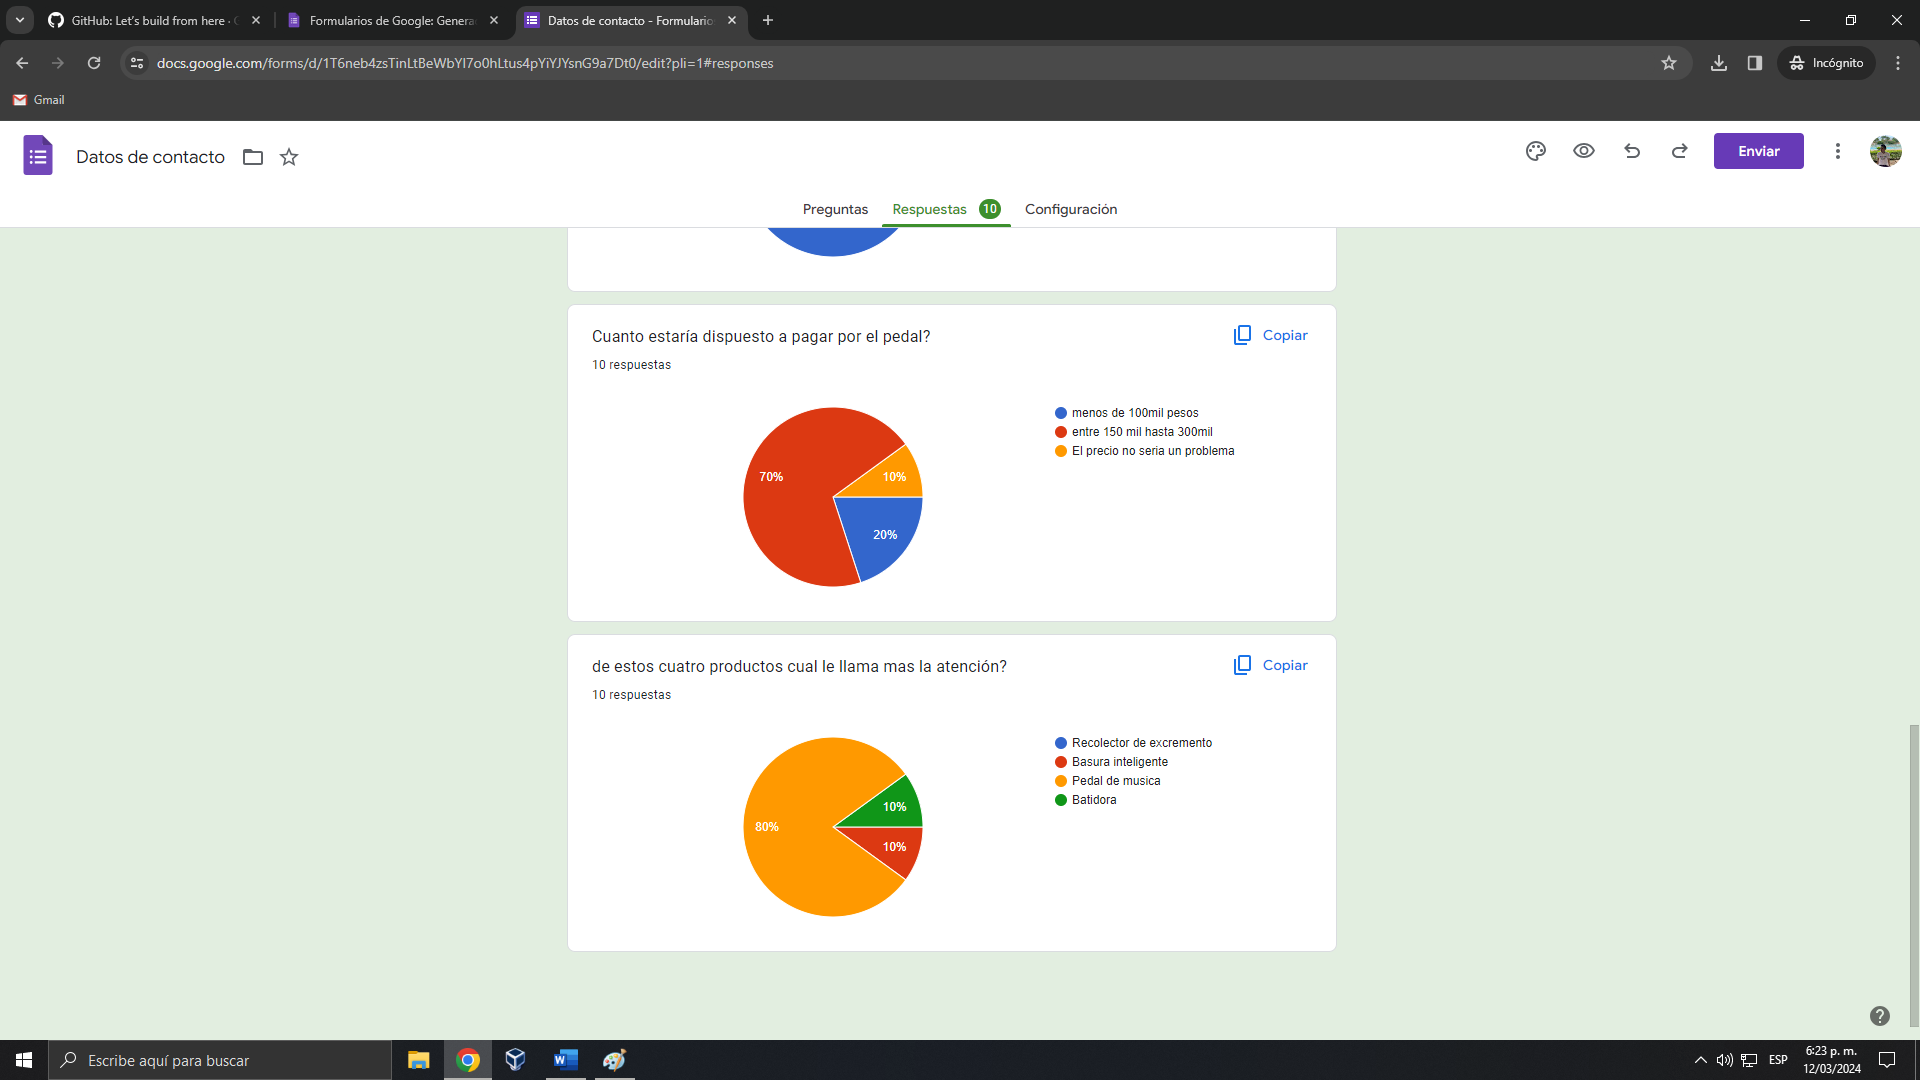 GitHub: Let's build from here ·
Formularios de Google: Genera
Datos de contacto - Formulario
docs.google.com/forms/d/1T6neb4zsTinLtBeWbYI7o0hLtus4pYiYJYsnG9a7Dt0/edit?pli=1#responses
Incógnito
Gmail
Datos de contacto
Enviar
Preguntas
Respuestas 10
Configuración
Cuanto estaría dispuesto a pagar por el pedal?
Copiar
10 respuestas
menos de 100mil pesos
entre 150 mil hasta 300mil
El precio no seria un problema
70%
10%
20%
de estos cuatro productos cual le llama mas la atención?
Copiar
10 respuestas
Recolector de excremento
Basura inteligente
Pedal de musica
Batidora
10%
80%
10%
Escribe aquí para buscar
ESP
6:23 p. m.
12/03/2024